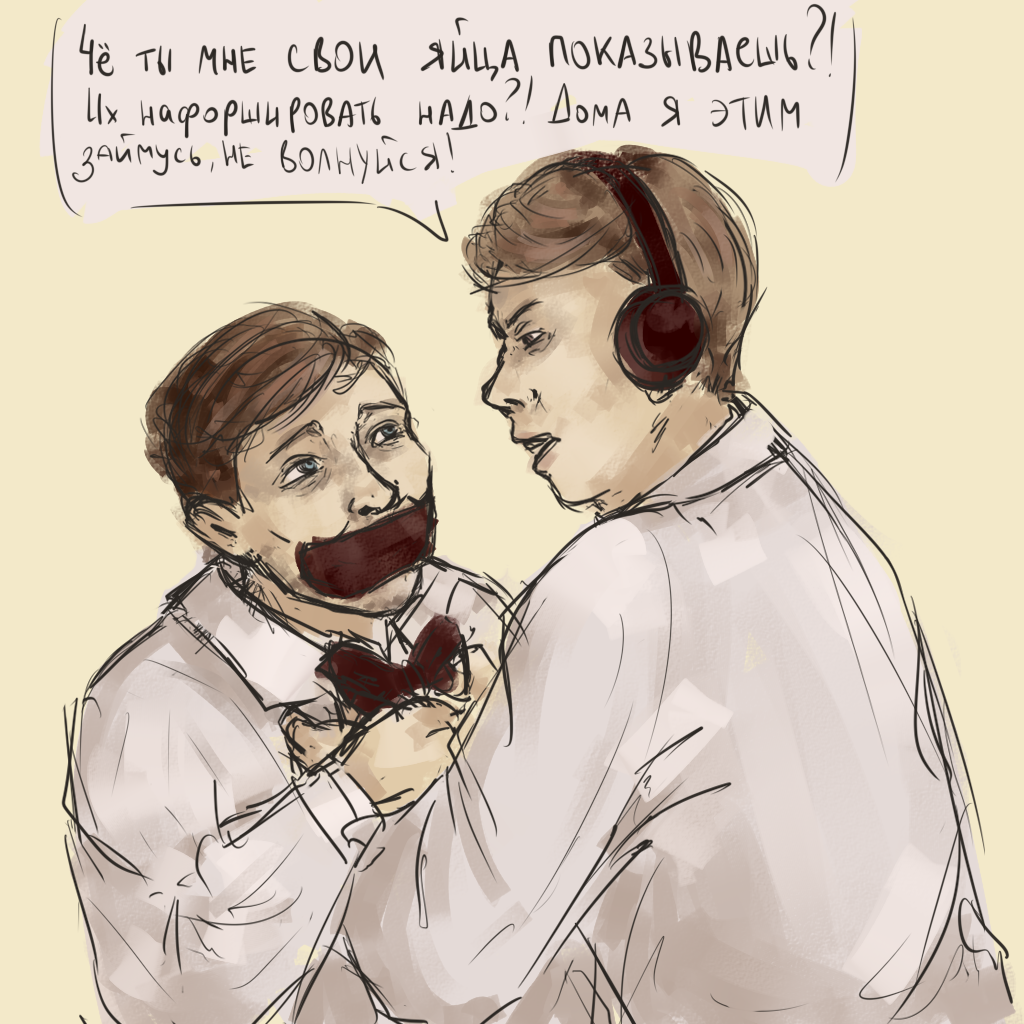 Чё ты мне свои яйца показываешь?!
Их нафоршировать надо?! Дома я этим
займусь, не волнуйся!